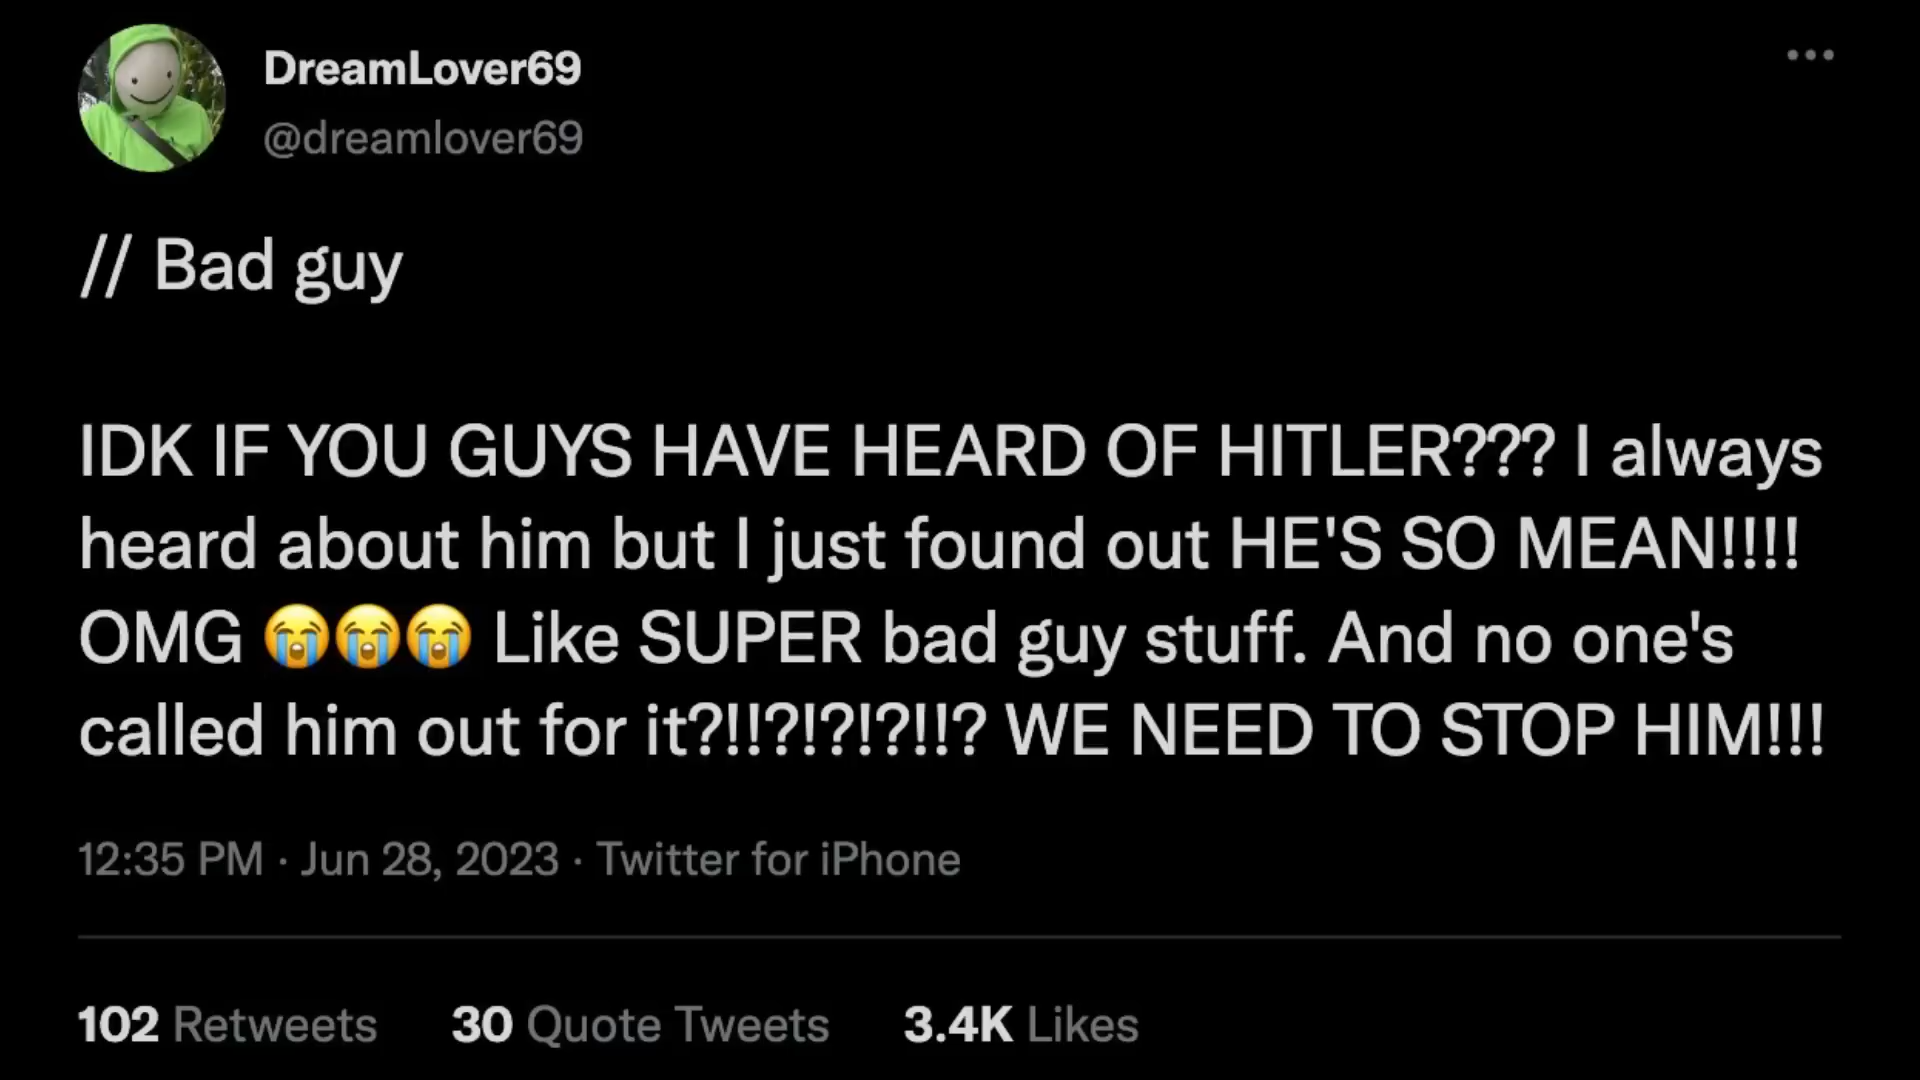 DreamLover69
@dreamlover69
// Bad guy
IDK IF YOU GUYS HAVE HEARD OF HITLER??? I always
heard about him but I just found out HE'S SO MEAN!!!!
OMG 😭😭😭 Like SUPER bad guy stuff. And no one's
called him out for it?!!?!?!?!!? WE NEED TO STOP HIM!!!
12:35 PM · Jun 28, 2023 · Twitter for iPhone
102 Retweets 30 Quote Tweets 3.4K Likes